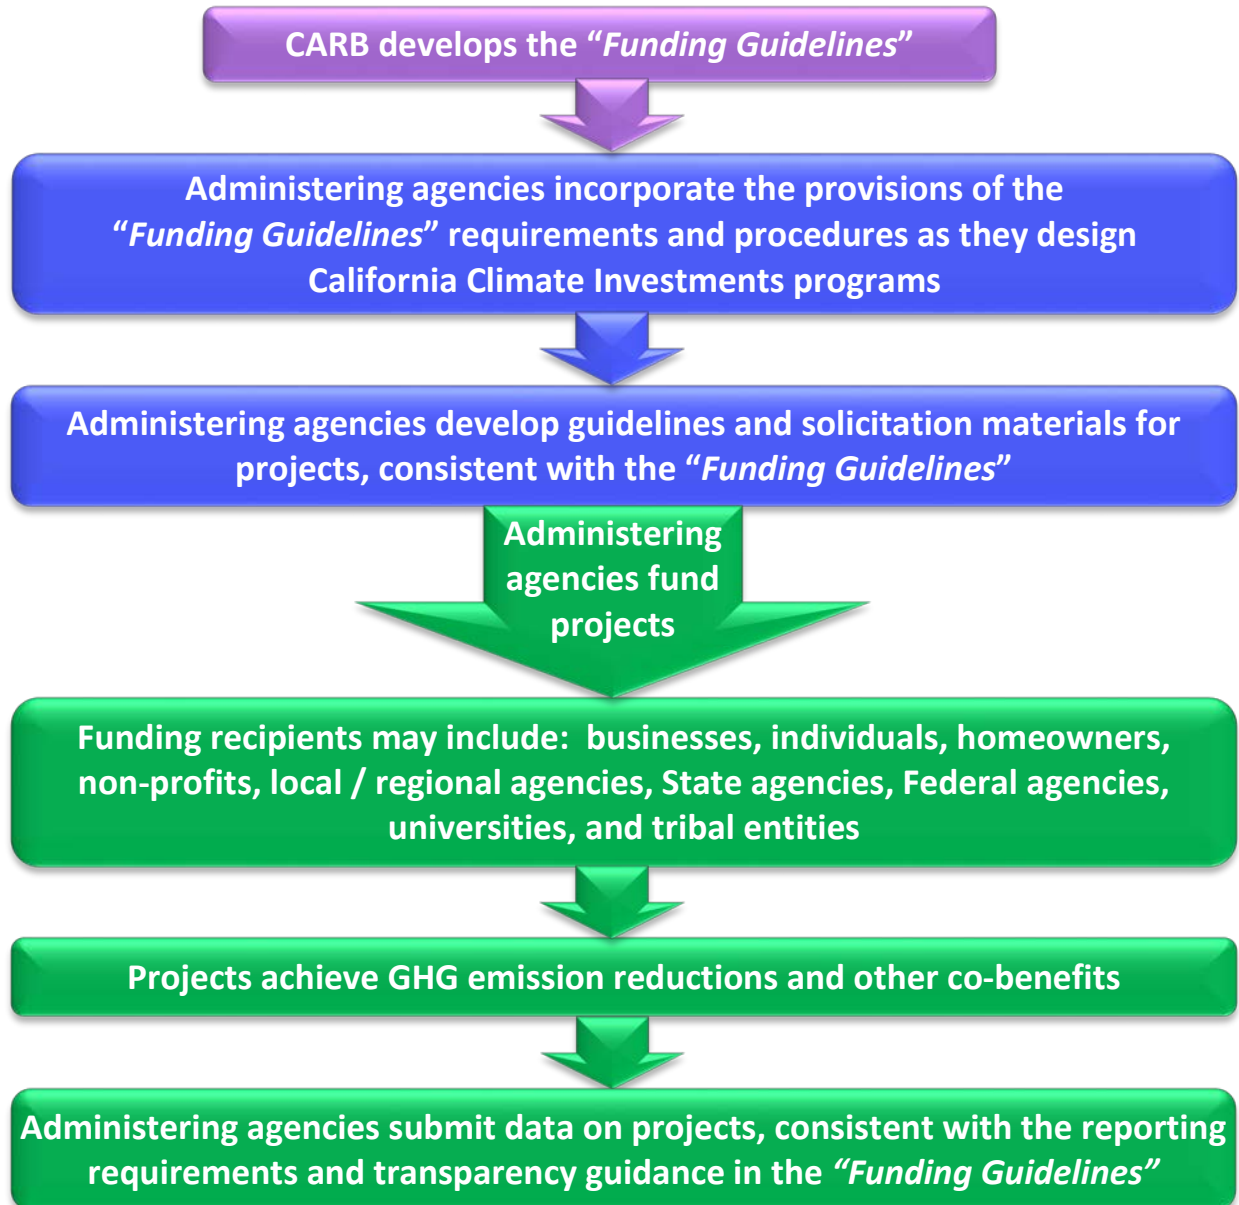 CARB develops the “Funding Guidelines”
Administering agencies incorporate the provisions of the
“Funding Guidelines” requirements and procedures as they design
California Climate Investments programs
Administering agencies develop guidelines and solicitation materials for
projects, consistent with the “Funding Guidelines”
Administering
agencies fund
projects
Funding recipients may include:  businesses, individuals, homeowners,
non-profits, local / regional agencies, State agencies, Federal agencies,
universities, and tribal entities
Projects achieve GHG emission reductions and other co-benefits
Administering agencies submit data on projects, consistent with the reporting
requirements and transparency guidance in the “Funding Guidelines”